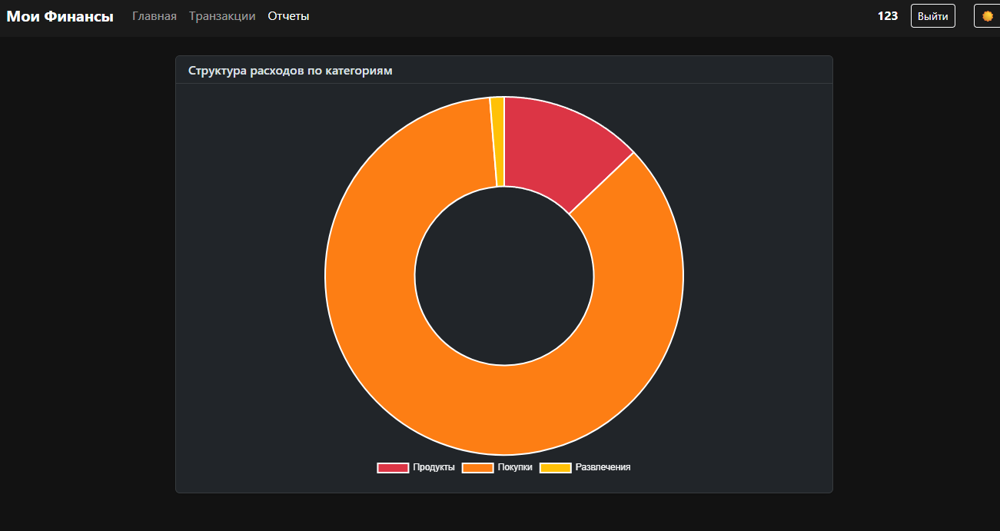 Мои Финансы Главная Транзакции Отчеты 123 Выйти
Структура расходов по категориям
Продукты Покупки Развлечения